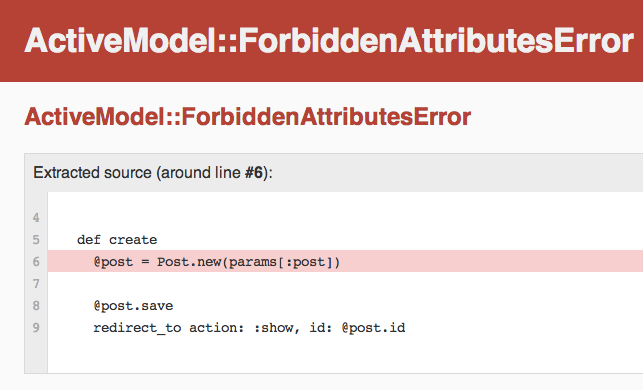 ActiveModel::ForbiddenAttributesError
ActiveModel::ForbiddenAttributesError
Extracted source (around line #6):
4
5 def create
6 @post = Post.new(params[:post])
7
8 @post.save
9 redirect_to action: :show, id: @post.id